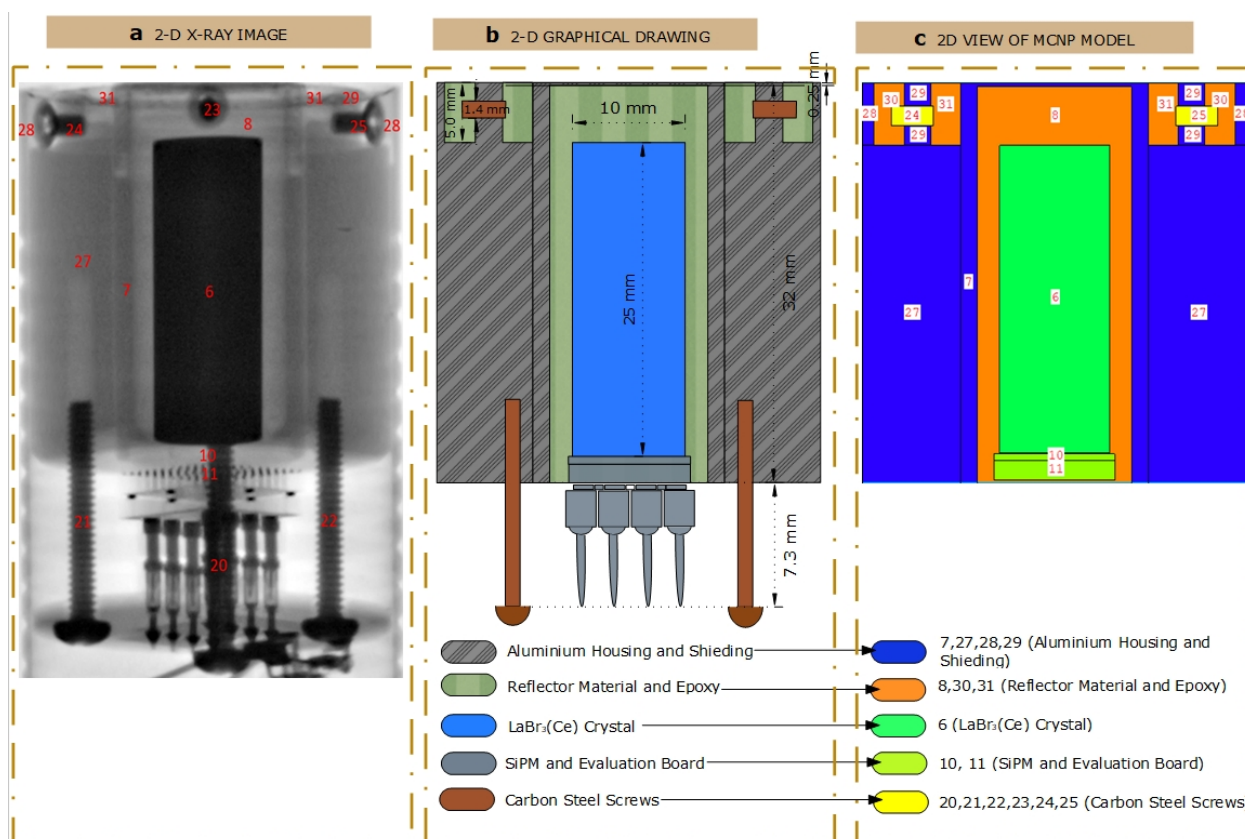 a 2-D X-RAY IMAGE
31
23
31
29
28
24
8
25
28
27
7
6
10
11
21
22
20
b 2-D GRAPHICAL DRAWING
5.0 mm
1.4 mm
10 mm
0.25 mm
25 mm
32 mm
7.3 mm
Aluminium Housing and Shieding
Reflector Material and Epoxy
LaBr₃(Ce) Crystal
SiPM and Evaluation Board
Carbon Steel Screws
c 2D VIEW OF MCNP MODEL
30
29
31
28
24
29
8
31
29
30
28
25
29
7
27
6
27
10
11
7,27,28,29 (Aluminium Housing and
Shieding)
8,30,31 (Reflector Material and Epoxy)
6 (LaBr₃(Ce) Crystal)
10, 11 (SiPM and Evaluation Board)
20,21,22,23,24,25 (Carbon Steel Screws